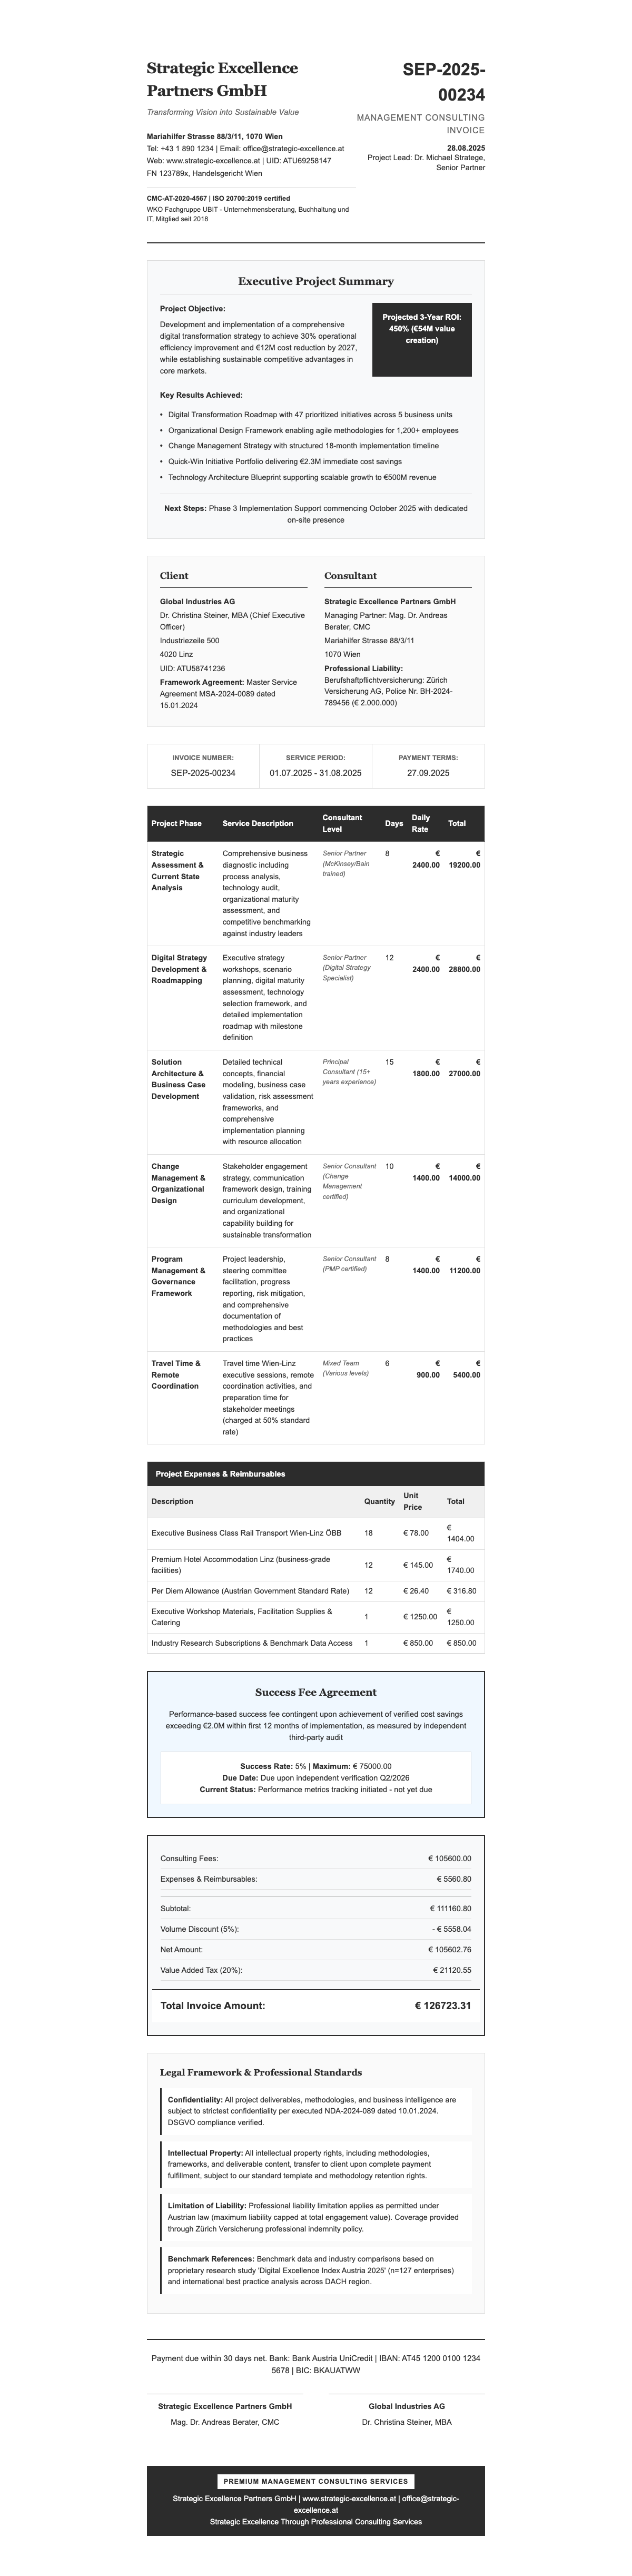 Strategic Excellence
Partners GmbH
Transforming Vision into Sustainable Value
Mariahilfer Strasse 88/3/11, 1070 Wien
Tel: +43 1 890 1234 | Email: office@strategic-excellence.at
Web: www.strategic-excellence.at | UID: ATU69258147
FN 123789x, Handelsgericht Wien
CMC-AT-2020-4567 | ISO 20700:2019 certified
WKO Fachgruppe UBIT - Unternehmensberatung, Buchhaltung und
IT, Mitglied seit 2018
SEP-2025-
00234
MANAGEMENT CONSULTING
INVOICE
28.08.2025
Project Lead: Dr. Michael Stratege,
Senior Partner
Executive Project Summary
Project Objective:
Development and implementation of a comprehensive
digital transformation strategy to achieve 30% operational
efficiency improvement and €12M cost reduction by 2027,
while establishing sustainable competitive advantages in
core markets.
Projected 3-Year ROI:
450% (€54M value
creation)
Key Results Achieved:
• Digital Transformation Roadmap with 47 prioritized initiatives across 5 business units
• Organizational Design Framework enabling agile methodologies for 1,200+ employees
• Change Management Strategy with structured 18-month implementation timeline
• Quick-Win Initiative Portfolio delivering €2.3M immediate cost savings
• Technology Architecture Blueprint supporting scalable growth to €500M revenue
Next Steps: Phase 3 Implementation Support commencing October 2025 with dedicated
on-site presence
Client
Global Industries AG
Dr. Christina Steiner, MBA (Chief Executive
Officer)
Industriezeile 500
4020 Linz
UID: ATU58741236
Framework Agreement: Master Service
Agreement MSA-2024-0089 dated
15.01.2024
Consultant
Strategic Excellence Partners GmbH
Managing Partner: Mag. Dr. Andreas
Berater, CMC
Mariahilfer Strasse 88/3/11
1070 Wien
Professional Liability:
Berufshaftpflichtversicherung: Zürich
Versicherung AG, Police Nr. BH-2024-
789456 (€ 2.000.000)
INVOICE NUMBER:
SEP-2025-00234
SERVICE PERIOD:
01.07.2025 - 31.08.2025
PAYMENT TERMS:
27.09.2025
Project Phase Service Description Consultant Level Days Daily Rate Total
Strategic
Assessment &
Current State
Analysis
Comprehensive business
diagnostic including
process analysis,
technology audit,
organizational maturity
assessment, and
competitive benchmarking
against industry leaders
Senior Partner
(McKinsey/Bain
trained)
8
€
2400.00
€
19200.00
Digital Strategy
Development &
Roadmapping
Executive strategy
workshops, scenario
planning, digital maturity
assessment, technology
selection framework, and
detailed implementation
roadmap with milestone
definition
Senior Partner
(Digital Strategy
Specialist)
12
€
2400.00
€
28800.00
Solution
Architecture &
Business Case
Development
Detailed technical
concepts, financial
modeling, business case
validation, risk assessment
frameworks, and
comprehensive
implementation planning
with resource allocation
Principal
Consultant (15+
years experience)
15
€
1800.00
€
27000.00
Change
Management &
Organizational
Design
Stakeholder engagement
strategy, communication
framework design, training
curriculum development,
and organizational
capability building for
sustainable transformation
Senior Consultant
(Change
Management
certified)
10
€
1400.00
€
14000.00
Program
Management &
Governance
Framework
Project leadership,
steering committee
facilitation, progress
reporting, risk mitigation,
and comprehensive
documentation of
methodologies and best
practices
Senior Consultant
(PMP certified)
8
€
1400.00
€
11200.00
Travel Time &
Remote
Coordination
Travel time Wien-Linz
executive sessions, remote
coordination activities, and
preparation time for
stakeholder meetings
(charged at 50% standard
rate)
Mixed Team
(Various levels)
6
€
900.00
€
5400.00
Project Expenses & Reimbursables
Description Quantity Unit Price Total
Executive Business Class Rail Transport Wien-Linz ÖBB 18 € 78.00 € 1404.00
Premium Hotel Accommodation Linz (business-grade
facilities) 12 € 145.00 € 1740.00
Per Diem Allowance (Austrian Government Standard Rate) 12 € 26.40 € 316.80
Executive Workshop Materials, Facilitation Supplies &
Catering 1 € 1250.00 € 1250.00
Industry Research Subscriptions & Benchmark Data Access 1 € 850.00 € 850.00
Success Fee Agreement
Performance-based success fee contingent upon achievement of verified cost savings
exceeding €2.0M within first 12 months of implementation, as measured by independent
third-party audit
Success Rate: 5% | Maximum: € 75000.00
Due Date: Due upon independent verification Q2/2026
Current Status: Performance metrics tracking initiated - not yet due
Consulting Fees: € 105600.00
Expenses & Reimbursables: € 5560.80
Subtotal: € 111160.80
Volume Discount (5%): - € 5558.04
Net Amount: € 105602.76
Value Added Tax (20%): € 21120.55
Total Invoice Amount: € 126723.31
Legal Framework & Professional Standards
Confidentiality: All project deliverables, methodologies, and business intelligence are
subject to strictest confidentiality per executed NDA-2024-089 dated 10.01.2024.
DSGVO compliance verified.
Intellectual Property: All intellectual property rights, including methodologies,
frameworks, and deliverable content, transfer to client upon complete payment
fulfillment, subject to our standard template and methodology retention rights.
Limitation of Liability: Professional liability limitation applies as permitted under
Austrian law (maximum liability capped at total engagement value). Coverage provided
through Zürich Versicherung professional indemnity policy.
Benchmark References: Benchmark data and industry comparisons based on
proprietary research study 'Digital Excellence Index Austria 2025' (n=127 enterprises)
and international best practice analysis across DACH region.
Payment due within 30 days net. Bank: Bank Austria UniCredit | IBAN: AT45 1200 0100 1234
5678 | BIC: BKAUATWW
Strategic Excellence Partners GmbH
Mag. Dr. Andreas Berater, CMC
Global Industries AG
Dr. Christina Steiner, MBA
PREMIUM MANAGEMENT CONSULTING SERVICES
Strategic Excellence Partners GmbH | www.strategic-excellence.at | office@strategic-
excellence.at
Strategic Excellence Through Professional Consulting Services